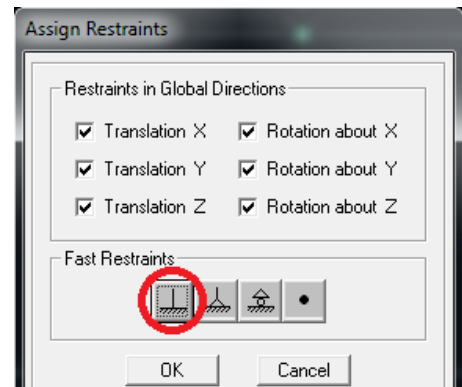 Assign Restraints
Restraints in Global Directions
Translation X Rotation about X
Translation Y Rotation about Y
Translation Z Rotation about Z
Fast Restraints
OK Cancel